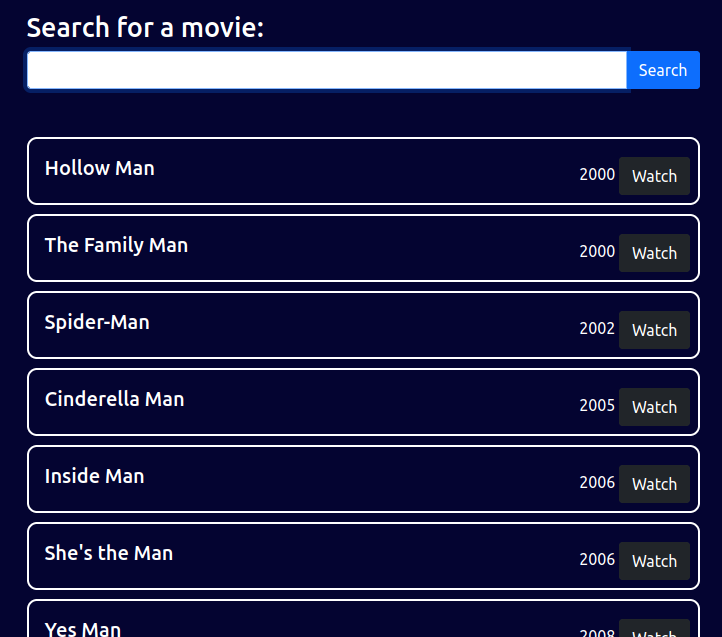 Search for a movie:
Search
Hollow Man 2000 Watch
The Family Man 2000 Watch
Spider-Man 2002 Watch
Cinderella Man 2005 Watch
Inside Man 2006 Watch
She's the Man 2006 Watch
Yes Man 2008 Watch